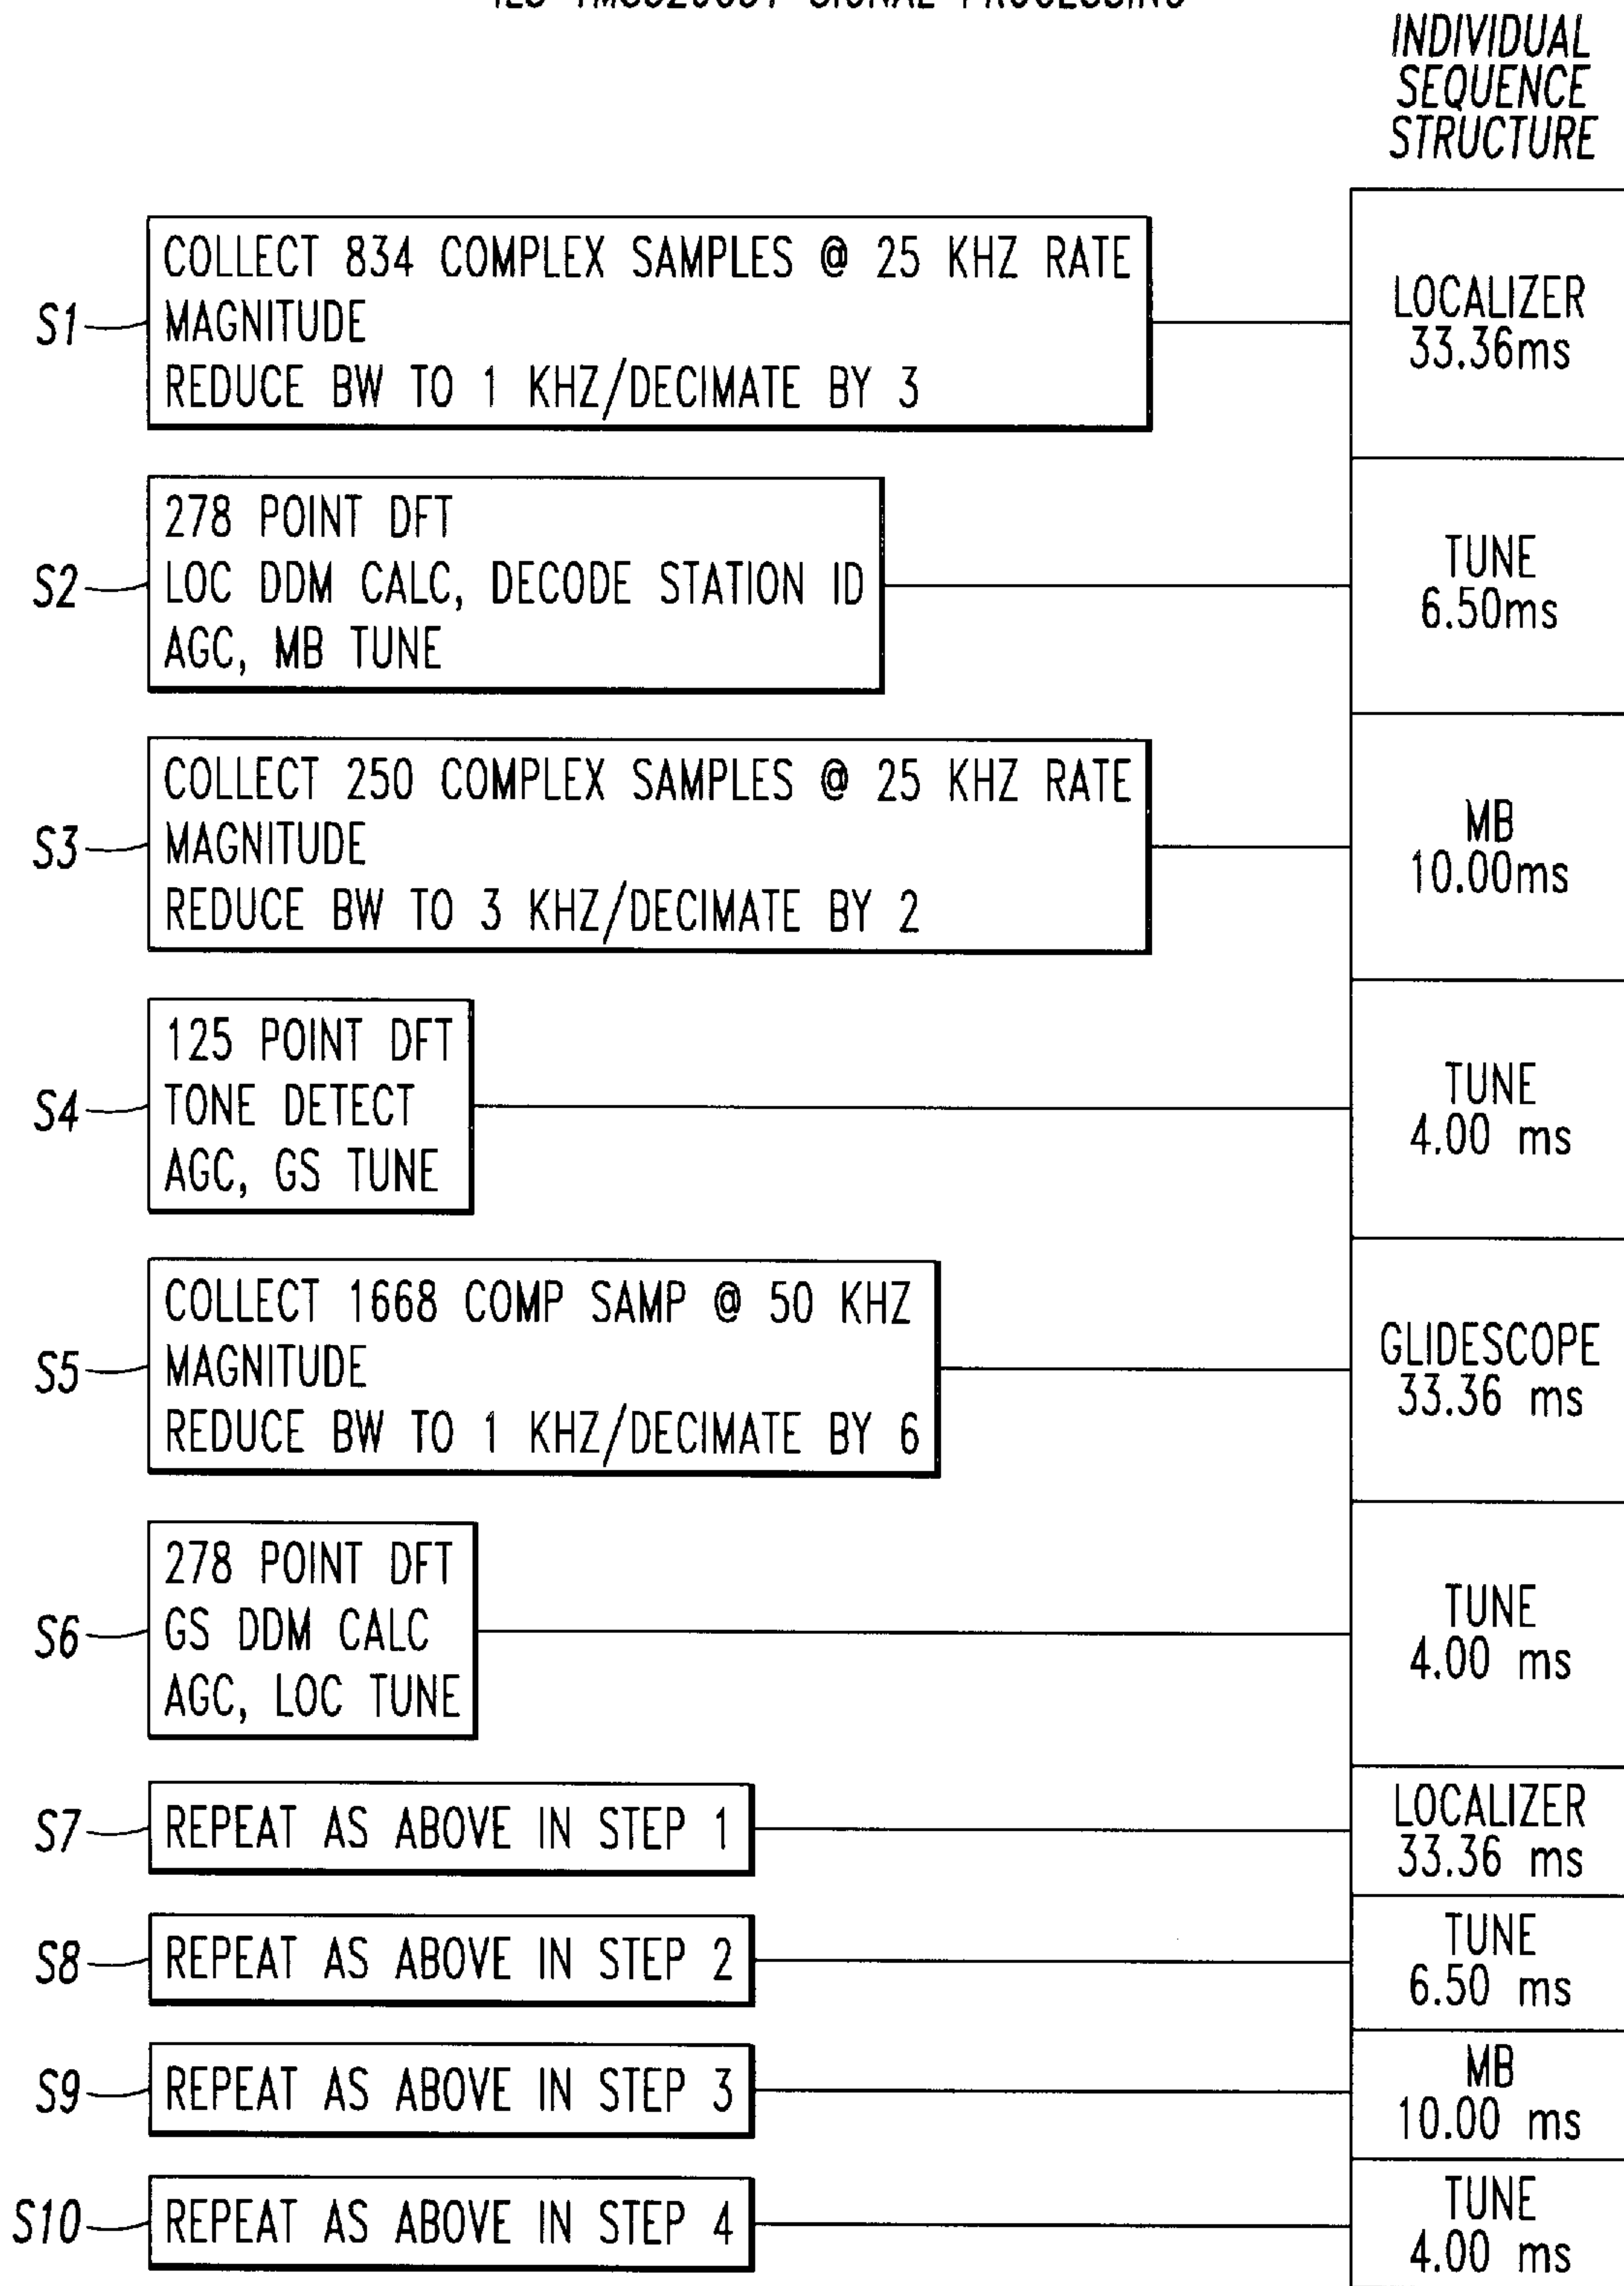 SIGNAL PROCESSING
INDIVIDUAL
SEQUENCE
STRUCTURE
S1
COLLECT 834 COMPLEX SAMPLES @ 25 KHZ RATE
MAGNITUDE
REDUCE BW TO 1 KHZ/DECIMATE BY 3
LOCALIZER
33.36ms
S2
278 POINT DFT
LOC DDM CALC, DECODE STATION ID
AGC, MB TUNE
TUNE
6.50ms
S3
COLLECT 250 COMPLEX SAMPLES @ 25 KHZ RATE
MAGNITUDE
REDUCE BW TO 3 KHZ/DECIMATE BY 2
MB
10.00ms
S4
125 POINT DFT
TONE DETECT
AGC, GS TUNE
TUNE
4.00 ms
S5
COLLECT 1668 COMP SAMP @ 50 KHZ
MAGNITUDE
REDUCE BW TO 1 KHZ/DECIMATE BY 6
GLIDESCOPE
33.36 ms
S6
278 POINT DFT
GS DDM CALC
AGC, LOC TUNE
TUNE
4.00 ms
S7
REPEAT AS ABOVE IN STEP 1
LOCALIZER
33.36 ms
S8
REPEAT AS ABOVE IN STEP 2
TUNE
6.50 ms
S9
REPEAT AS ABOVE IN STEP 3
MB
10.00 ms
S10
REPEAT AS ABOVE IN STEP 4
TUNE
4.00 ms